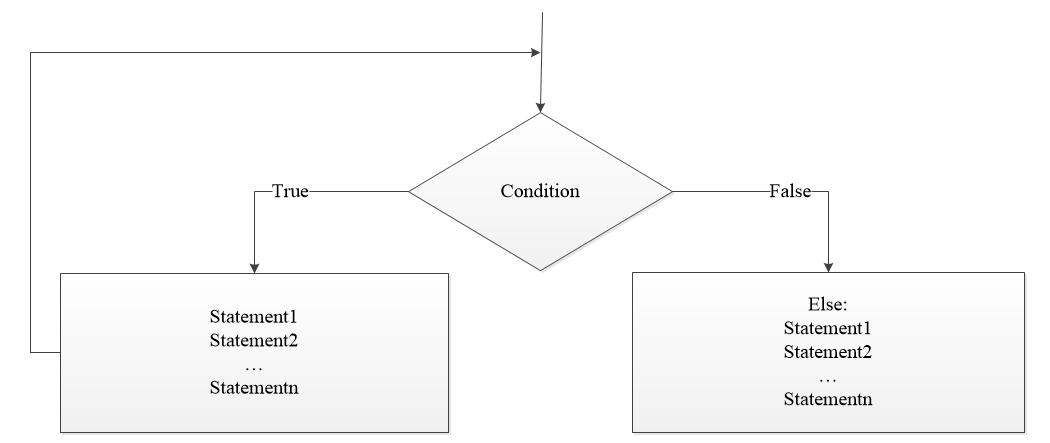 Condition
True
False
Statement1
Statement2
…
Statementn
Else:
Statement1
Statement2
…
Statementn